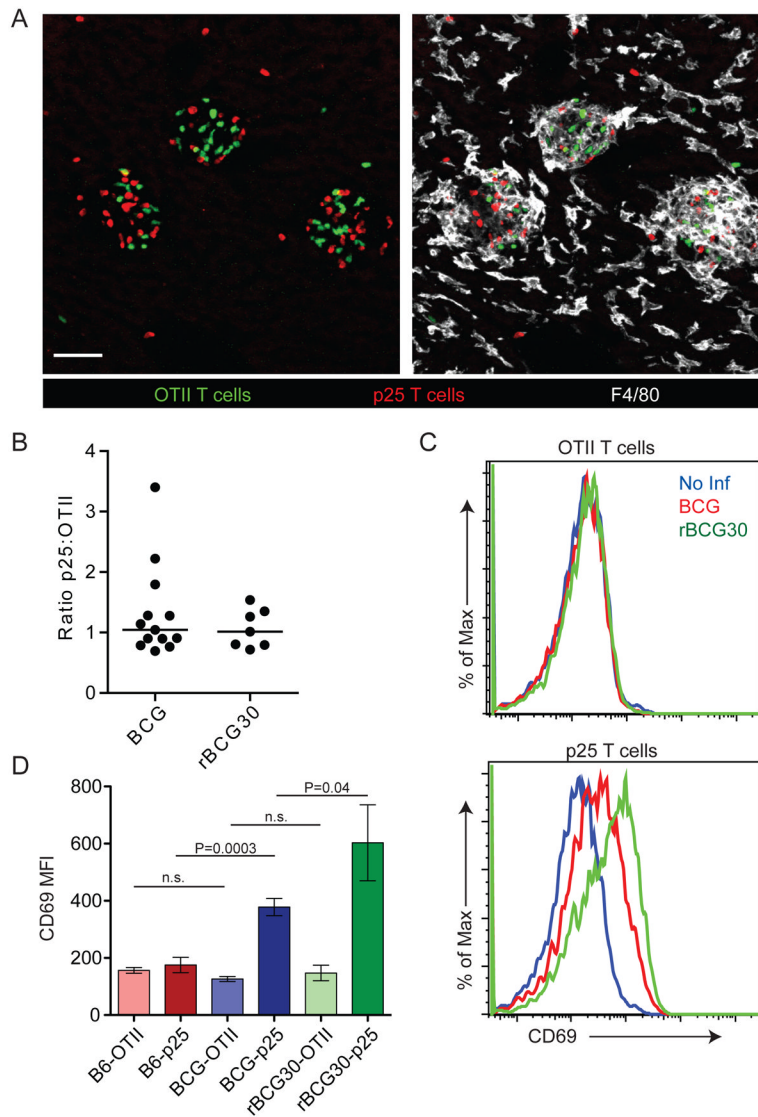 A
OTII T cells p25 T cells F4/80
B
Ratio p25:OTII
4
3
2
1
0
BCG
rBCG30
C
OTII T cells
No Inf
BCG
rBCG30
% of Max
p25 T cells
% of Max
CD69
D
CD69 MFI
800
600
400
200
0
P=0.04
n.s.
P=0.0003
n.s.
B6-OTII
B6-p25
BCG-OTII
BCG-p25
rBCG30-OTII
rBCG30-p25